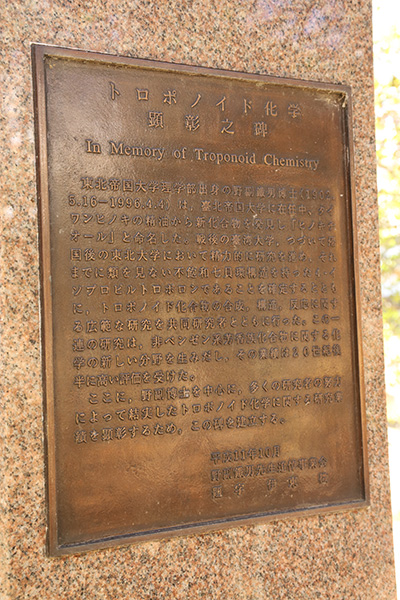 トロポノイド化学
顕彰之碑
In Memory of Troponoid Chemistry
東北帝国大学理学部出身の野副鐵男博士(1902.
5.16−1996.4.4) は、臺北帝国大学に在任中、タイ
ワンヒノキの精油から新化合物を発見し「ヒノキチ
オール」と命名した。戦後の臺湾大学、つづいて帰
国後の東北大学において精力的に研究を進め、それ
までに類を見ない不飽和七員環構造を持った
ソプロピルトロポロンであることを確定するととも
に、トロポノイド化合物の合成、構造、反応に関す
る広範な研究を共同研究者とともに行った。この一
連の研究は、非ベンゼン系芳香族化合物に関する化
学の新しい分野を生みだし、その業績は20世紀後
半に高い評価を受けた。
ここに、野副博士を中心に、多くの研究者の努力
によって結実したトロポノイド化学に関する研究業
績を顕彰するため、この碑を建立する。
平成11年10月
野副鐵男先生記念事業会